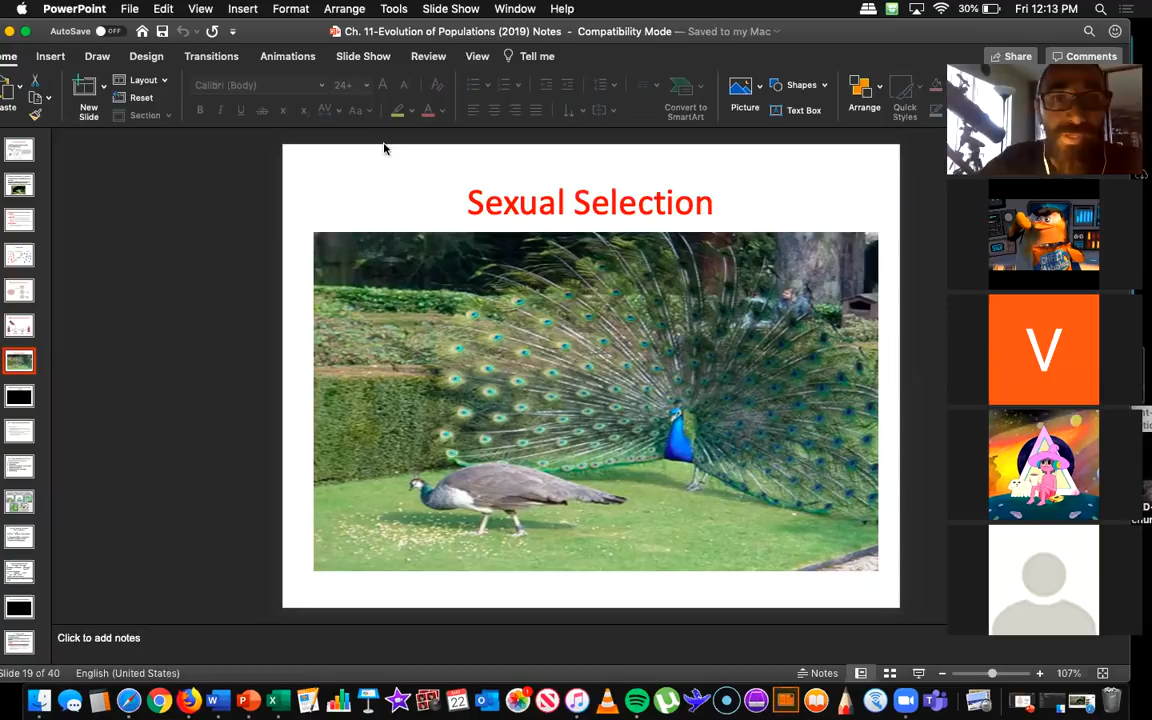 PowerPoint File Edit View Insert Format Arrange Tools Slide Show Window Help 30% Fri 12:13 PM
AutoSave OFF Ch. 11-Evolution of Populations (2019) Notes - Compatibility Mode — Saved to my Mac
Insert Draw Design Transitions Animations Slide Show Review View Tell me Share Comments
Layout Calibri (Body) 24+ Shapes
New Slide Reset Convert to SmartArt Picture Arrange Quick Styles
Section Text Box
B I U
Sexual Selection
V
Click to add notes
Slide 19 of 40 English (United States) Notes 107%
22